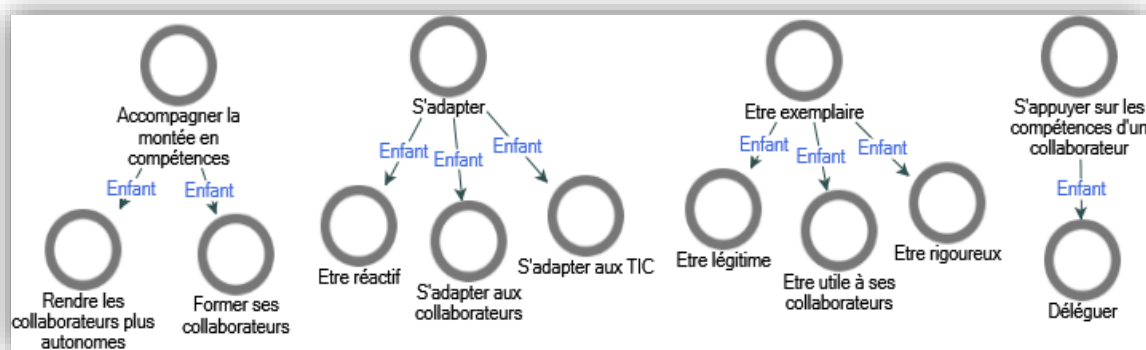 Accompagner la
montée en
compétences
Enfant
Enfant
Rendre les
collaborateurs plus
autonomes
Former ses
collaborateurs
S'adapter
Enfant
Enfant
Enfant
Etre réactif
S'adapter aux
collaborateurs
S'adapter aux TIC
Etre exemplaire
Enfant
Enfant
Enfant
Etre légitime
Etre utile à ses
collaborateurs
Etre rigoureux
S'appuyer sur les
compétences d'un
collaborateur
Enfant
Déléguer